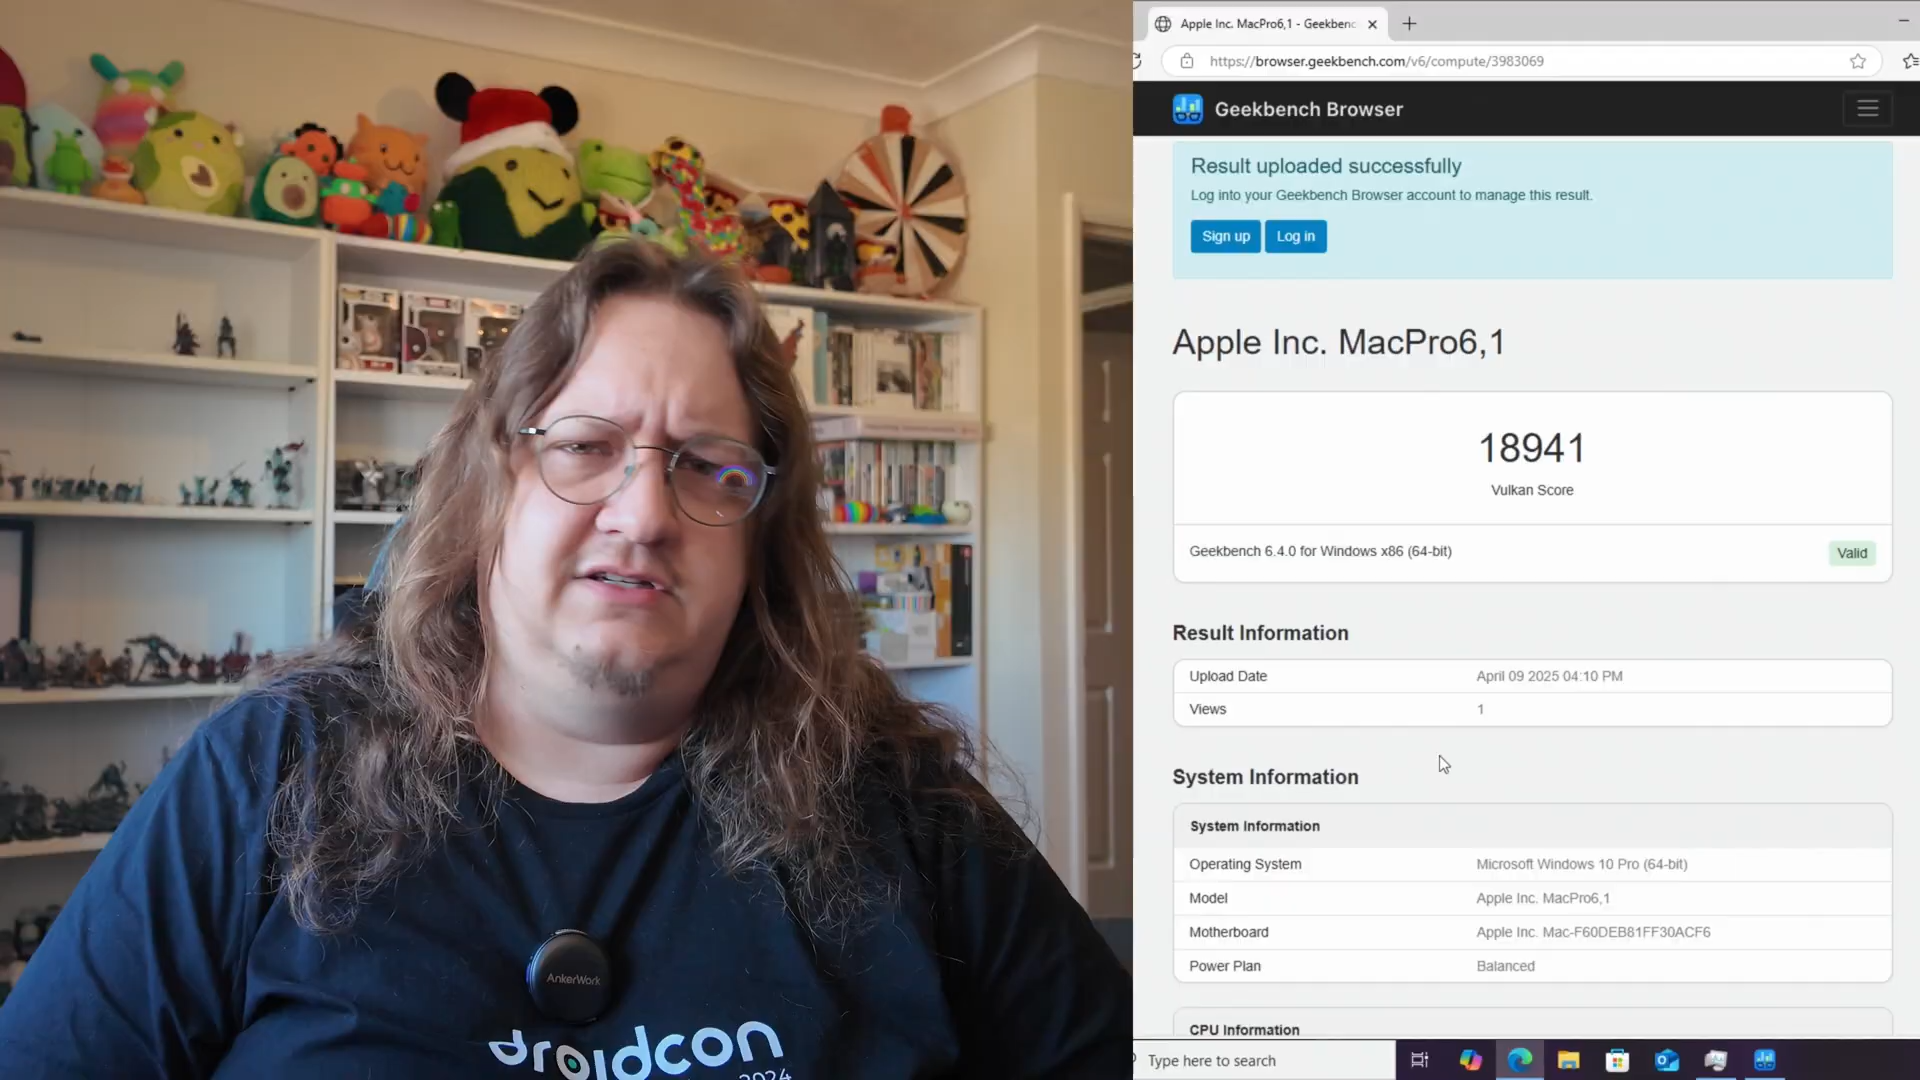 Apple Inc. MacPro6,1 - Geekbenc
https://browser.geekbench.com/v6/compute/3983069
Geekbench Browser
Result uploaded successfully
Log into your Geekbench Browser account to manage this result.
Sign up
Log in
Apple Inc. MacPro6,1
18941
Vulkan Score
Geekbench 6.4.0 for Windows x86 (64-bit)
Valid
Result Information
Upload Date April 09 2025 04:10 PM
Views 1
System Information
System Information
Operating System Microsoft Windows 10 Pro (64-bit)
Model Apple Inc. MacPro6,1
Motherboard Apple Inc. Mac-F60DEB81FF30ACF6
Power Plan Balanced
CPU Information
Type here to search
AnkerWork
droidcon
2024